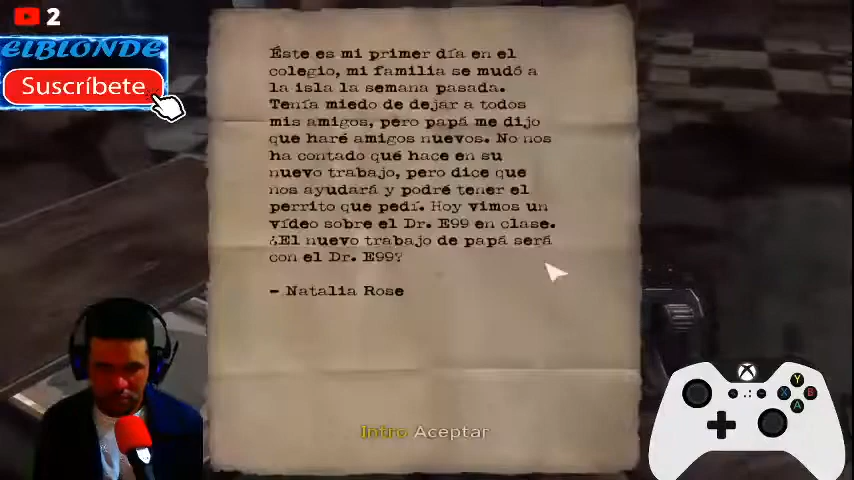 2
ELBLONDE
Suscríbete
Éste es mi primer día en el
colegio, mi familia se mudó a
la isla la semana pasada.
Tenía miedo de dejar a todos
mis amigos, pero papá me dijo
que haré amigos nuevos. No nos
ha contado qué hace en su
nuevo trabajo, pero dice que
nos ayudará y podré tener el
perrito que pedí. Hoy vimos un
vídeo sobre el Dr. E99 en clase.
¿El nuevo trabajo de papá será
con el Dr. E99?
- Natalia Rose
Intro Aceptar
Y
X
B
A